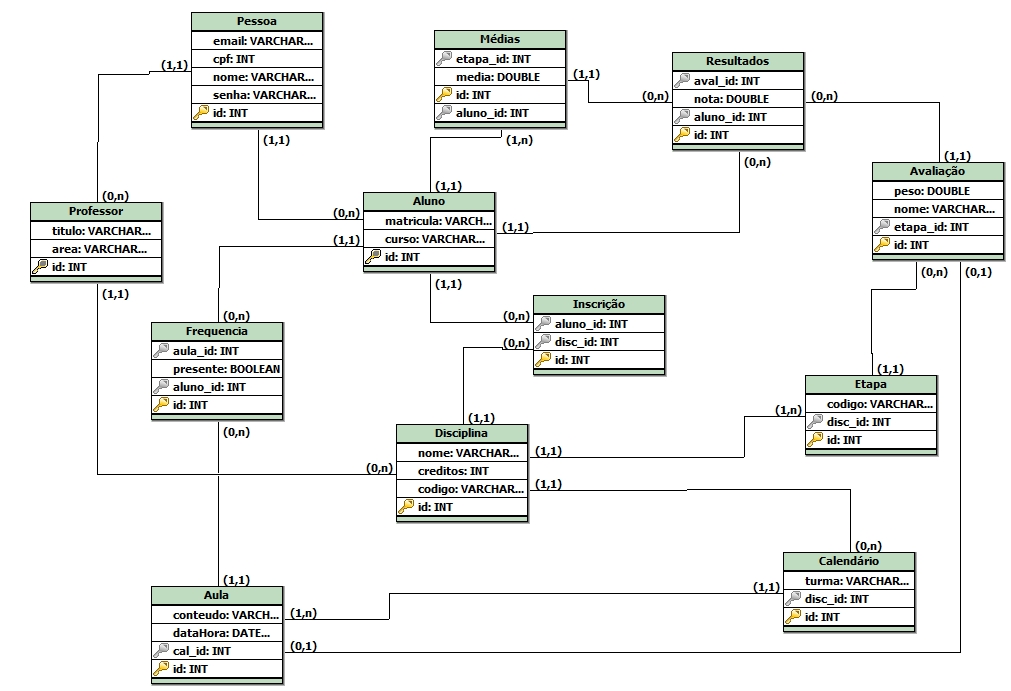 Pessoa
email: VARCHAR...
cpf: INT
nome: VARCHAR...
senha: VARCHAR...
id: INT
(1,1)
(1,1)
Médias
etapa_id: INT
media: DOUBLE
id: INT
aluno_id: INT
(1,1)
(1,n)
Resultados
aval_id: INT
nota: DOUBLE
aluno_id: INT
id: INT
(0,n)
(0,n)
(0,n)
(1,1)
Avaliação
peso: DOUBLE
nome: VARCHAR...
etapa_id: INT
id: INT
(0,n)
(0,1)
(0,n)
Professor
titulo: VARCHAR...
area: VARCHAR...
id: INT
(1,1)
(1,1)
Aluno
matricula: VARCH...
curso: VARCHAR...
id: INT
(0,n)
(1,1)
(1,1)
(1,1)
Inscrição
aluno_id: INT
disc_id: INT
id: INT
(0,n)
(0,n)
(0,n)
Frequencia
aula_id: INT
presente: BOOLEAN
aluno_id: INT
id: INT
(0,n)
(1,1)
Etapa
codigo: VARCHAR...
disc_id: INT
id: INT
(1,n)
(1,1)
Disciplina
nome: VARCHAR...
creditos: INT
codigo: VARCHAR...
id: INT
(0,n)
(1,1)
(1,1)
(0,n)
Calendário
turma: VARCHAR...
disc_id: INT
id: INT
(1,1)
(1,1)
Aula
conteudo: VARCH...
dataHora: DATE...
cal_id: INT
id: INT
(1,n)
(0,1)